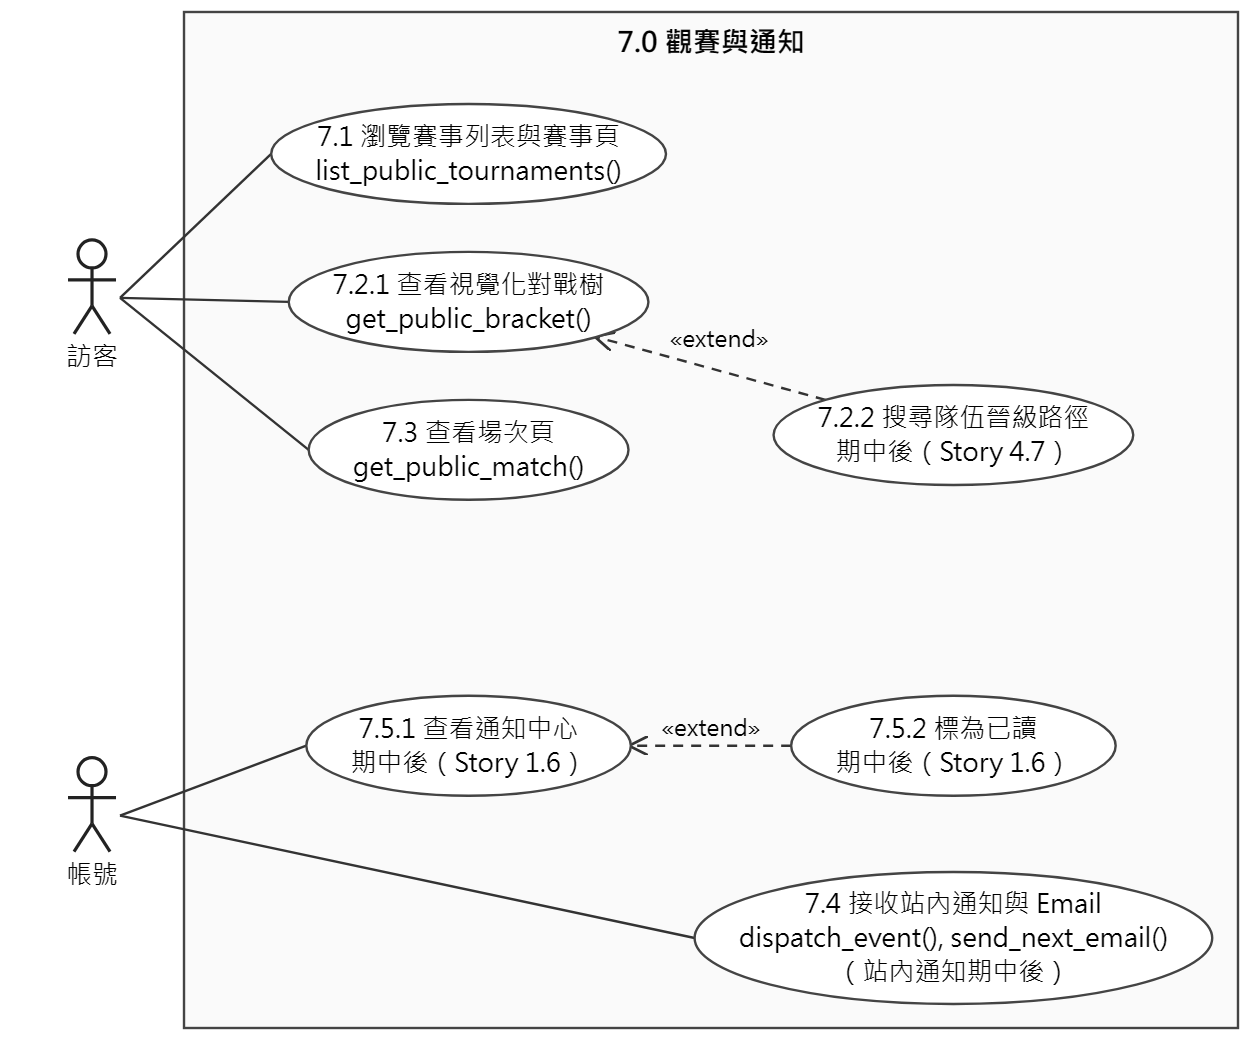 7.0 觀賽與通知
7.1 瀏覽賽事列表與賽事頁
list_public_tournaments()
訪客
7.2.1 查看視覺化對戰樹
get_public_bracket()
«extend»
7.2.2 搜尋隊伍晉級路徑
期中後（Story 4.7）
7.3 查看場次頁
get_public_match()
帳號
7.5.1 查看通知中心
期中後（Story 1.6）
«extend»
7.5.2 標為已讀
期中後（Story 1.6）
7.4 接收站內通知與 Email
dispatch_event(), send_next_email()
（站內通知期中後）